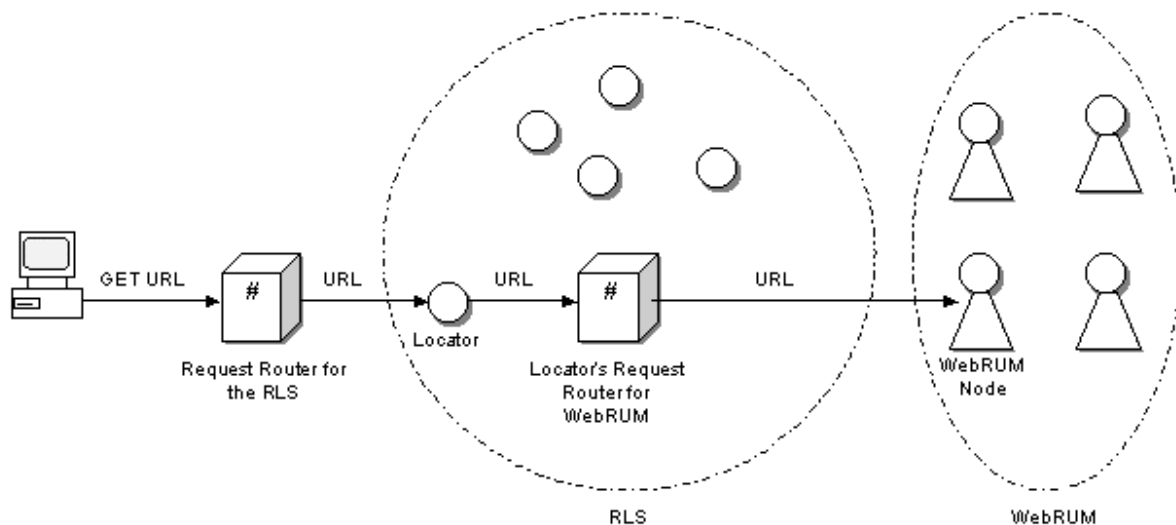 GET URL
#
URL
Locator
URL
#
URL
Request Router for
the RLS
Locator's Request
Router for
WebRUM
WebRUM
Node
RLS
WebRUM